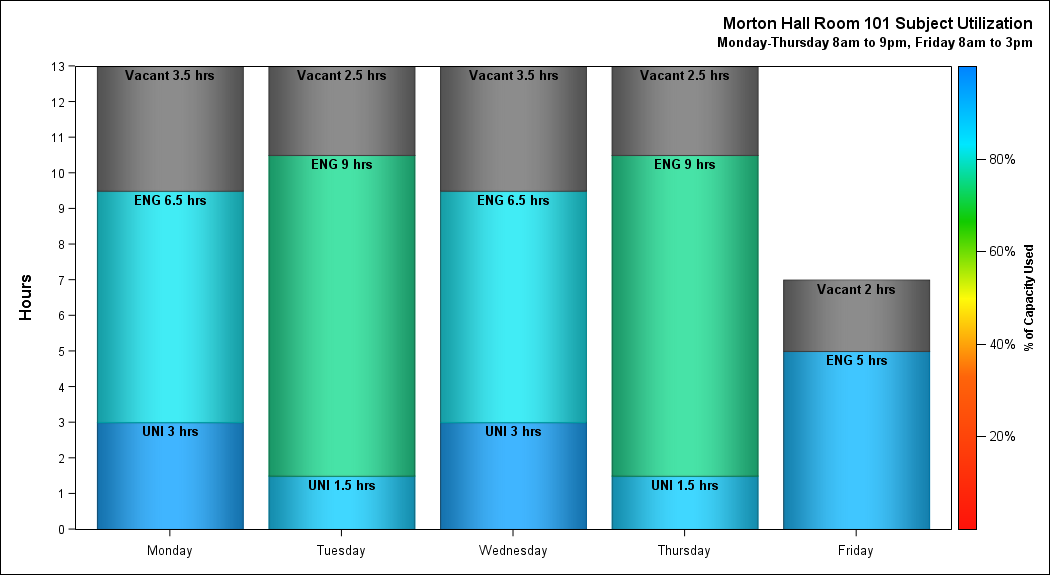 Morton Hall Room 101 Subject Utilization
Monday-Thursday 8am to 9pm, Friday 8am to 3pm
Hours
13
12
11
10
9
8
7
6
5
4
3
2
1
0
Vacant 3.5 hrs
ENG 6.5 hrs
UNI 3 hrs
Vacant 2.5 hrs
ENG 9 hrs
UNI 1.5 hrs
Vacant 3.5 hrs
ENG 6.5 hrs
UNI 3 hrs
Vacant 2.5 hrs
ENG 9 hrs
UNI 1.5 hrs
Vacant 2 hrs
ENG 5 hrs
Monday
Tuesday
Wednesday
Thursday
Friday
80%
60%
40%
20%
% of Capacity Used